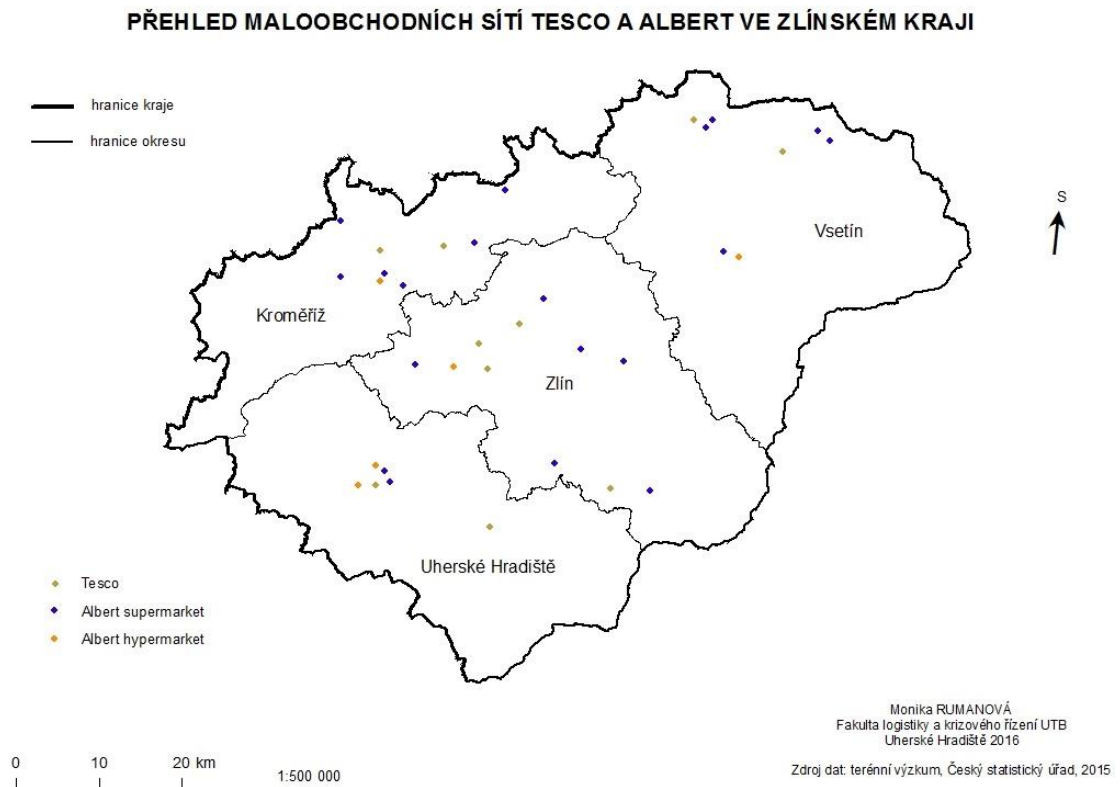 PŘEHLED MALOOBCHODNÍCH SÍTÍ TESCO A ALBERT VE ZLÍNSKÉM KRAJI
hranice kraje
hranice okresu
S
Vsetín
Kroměříž
Zlín
Uherské Hradiště
Tesco
Albert supermarket
Albert hypermarket
Monika RUMANOVÁ
Fakulta logistiky a krizového řízení UTB
Uherské Hradiště 2016
0 10 20 km
1:500 000
Zdroj dat: terénní výzkum, Český statistický úřad, 2015